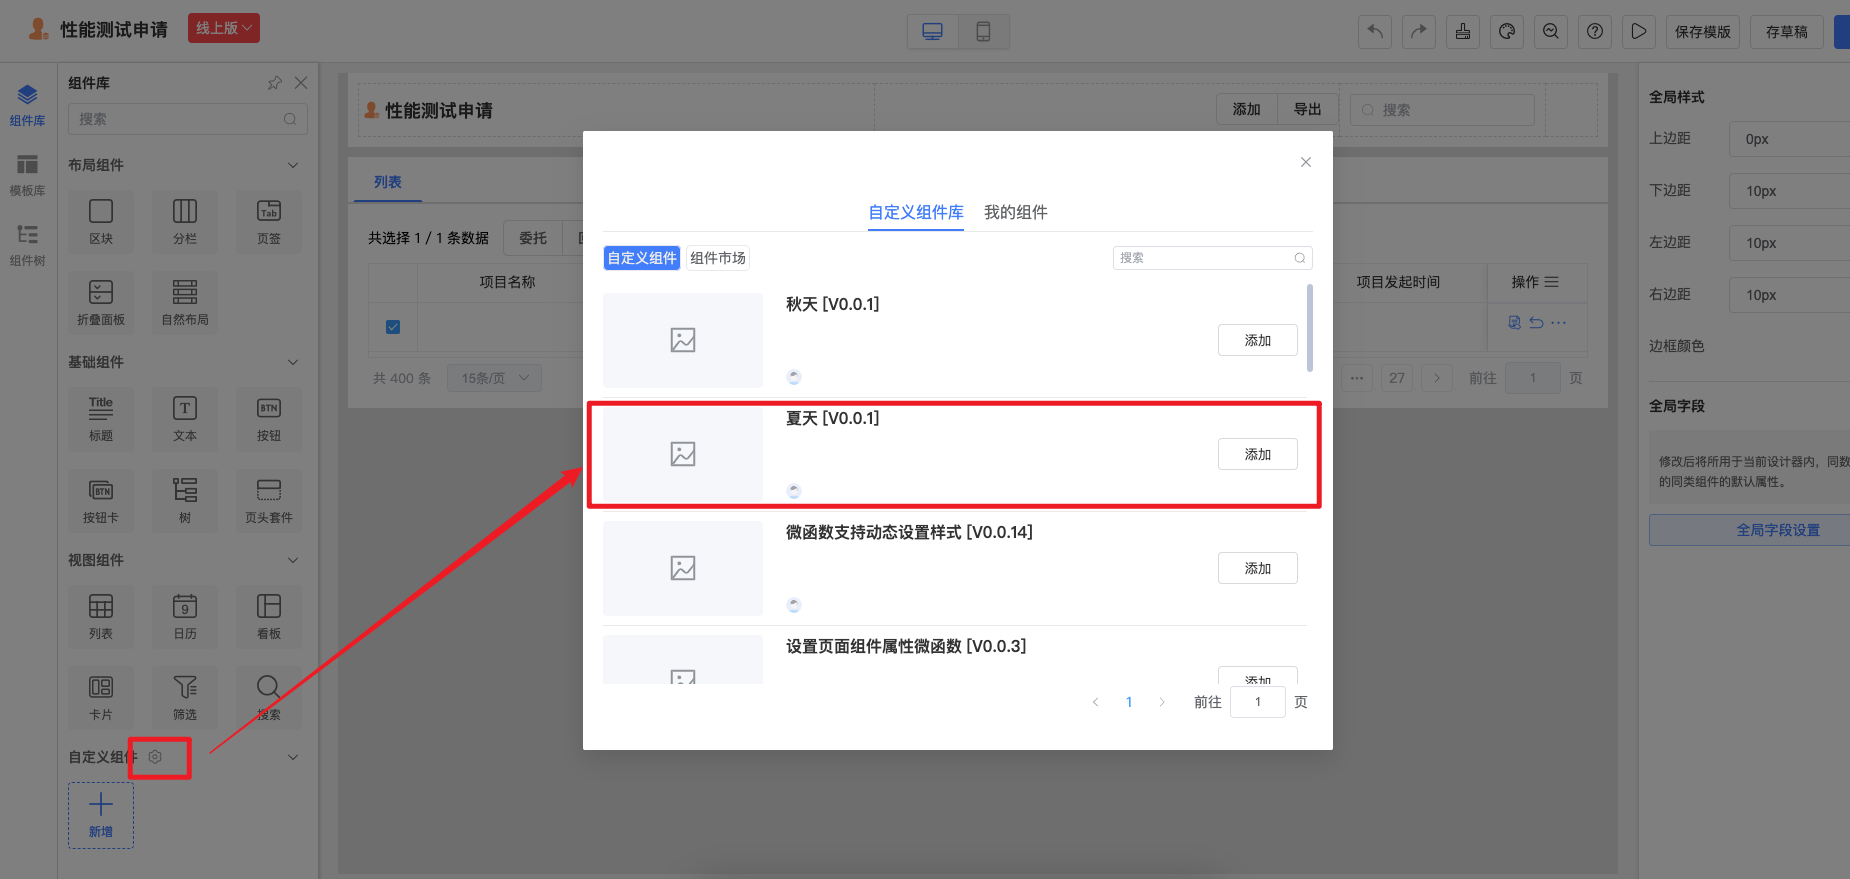 性能测试申请
线上版
保存模版
存草稿
组件库
模板库
组件树
组件库
搜索
布局组件
区块
分栏
Tab
页签
折叠面板
自然布局
基础组件
Title
标题
T
文本
BTN
按钮
BTN
按钮卡
树
页头套件
视图组件
列表
9
日历
看板
卡片
筛选
搜索
自定义组件
新增
性能测试申请
添加
导出
搜索
列表
共选择 1 / 1 条数据
委托
项目名称
项目发起时间
操作
共 400 条
15条/页
27
前往
1
页
自定义组件库
我的组件
自定义组件
组件市场
搜索
秋天 [V0.0.1]
添加
夏天 [V0.0.1]
添加
微函数支持动态设置样式 [V0.0.14]
添加
设置页面组件属性微函数 [V0.0.3]
添加
1
前往
1
页
全局样式
上边距
0px
下边距
10px
左边距
10px
右边距
10px
边框颜色
全局字段
修改后将所用于当前设计器内，同数
的同类组件的默认属性。
全局字段设置